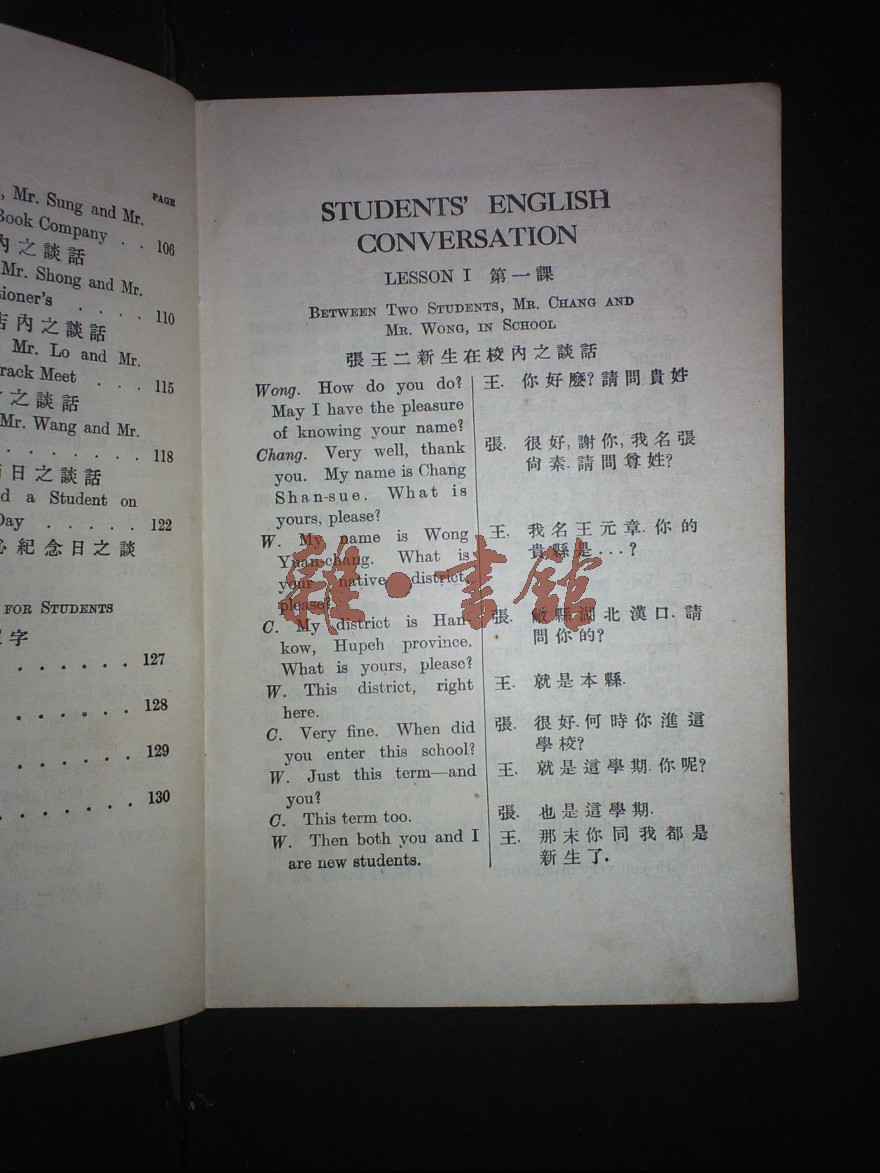 PAGE
, Mr. Sung and Mr.
Book Company . . 106
內之談話
Mr. Shong and Mr.
tioner's . . . . 110
店內之談話
, Mr. Lo and Mr.
rack Meet . . . 115
之談話
Mr. Wang and Mr.
. . . . . . . 118
日之談話
d a Student on
Day . . . . . 122
紀念日之談
FOR STUDENTS
字
. . . . . . 127
. . . . . . 128
. . . . . . 129
. . . . . . 130
STUDENTS' ENGLISH
CONVERSATION
LESSON I 第一課
BETWEEN TWO STUDENTS, MR. CHANG AND
MR. WONG, IN SCHOOL
張王二新生在校內之談話
Wong. How do you do?
May I have the pleasure
of knowing your name?
Chang. Very well, thank
you. My name is Chang
Shan-sue. What is
yours, please?
W. My name is Wong
Yuan-chang. What is
your native district,
please?
C. My district is Han-
kow, Hupeh province.
What is yours, please?
W. This district, right
here.
C. Very fine. When did
you enter this school?
W. Just this term—and
you?
C. This term too.
W. Then both you and I
are new students.
王. 你好麼?請問貴姓
張. 很好,謝你,我名張
尙素.請問尊姓?
王. 我名王元章.你的
貴縣是...?
張. 敝縣湖北漢口.請
問你的?
王. 就是本縣.
張. 很好.何時你進這
學校?
王. 就是這學期.你呢?
張. 也是這學期.
王. 那末你同我都是
新生了.
雜·書館